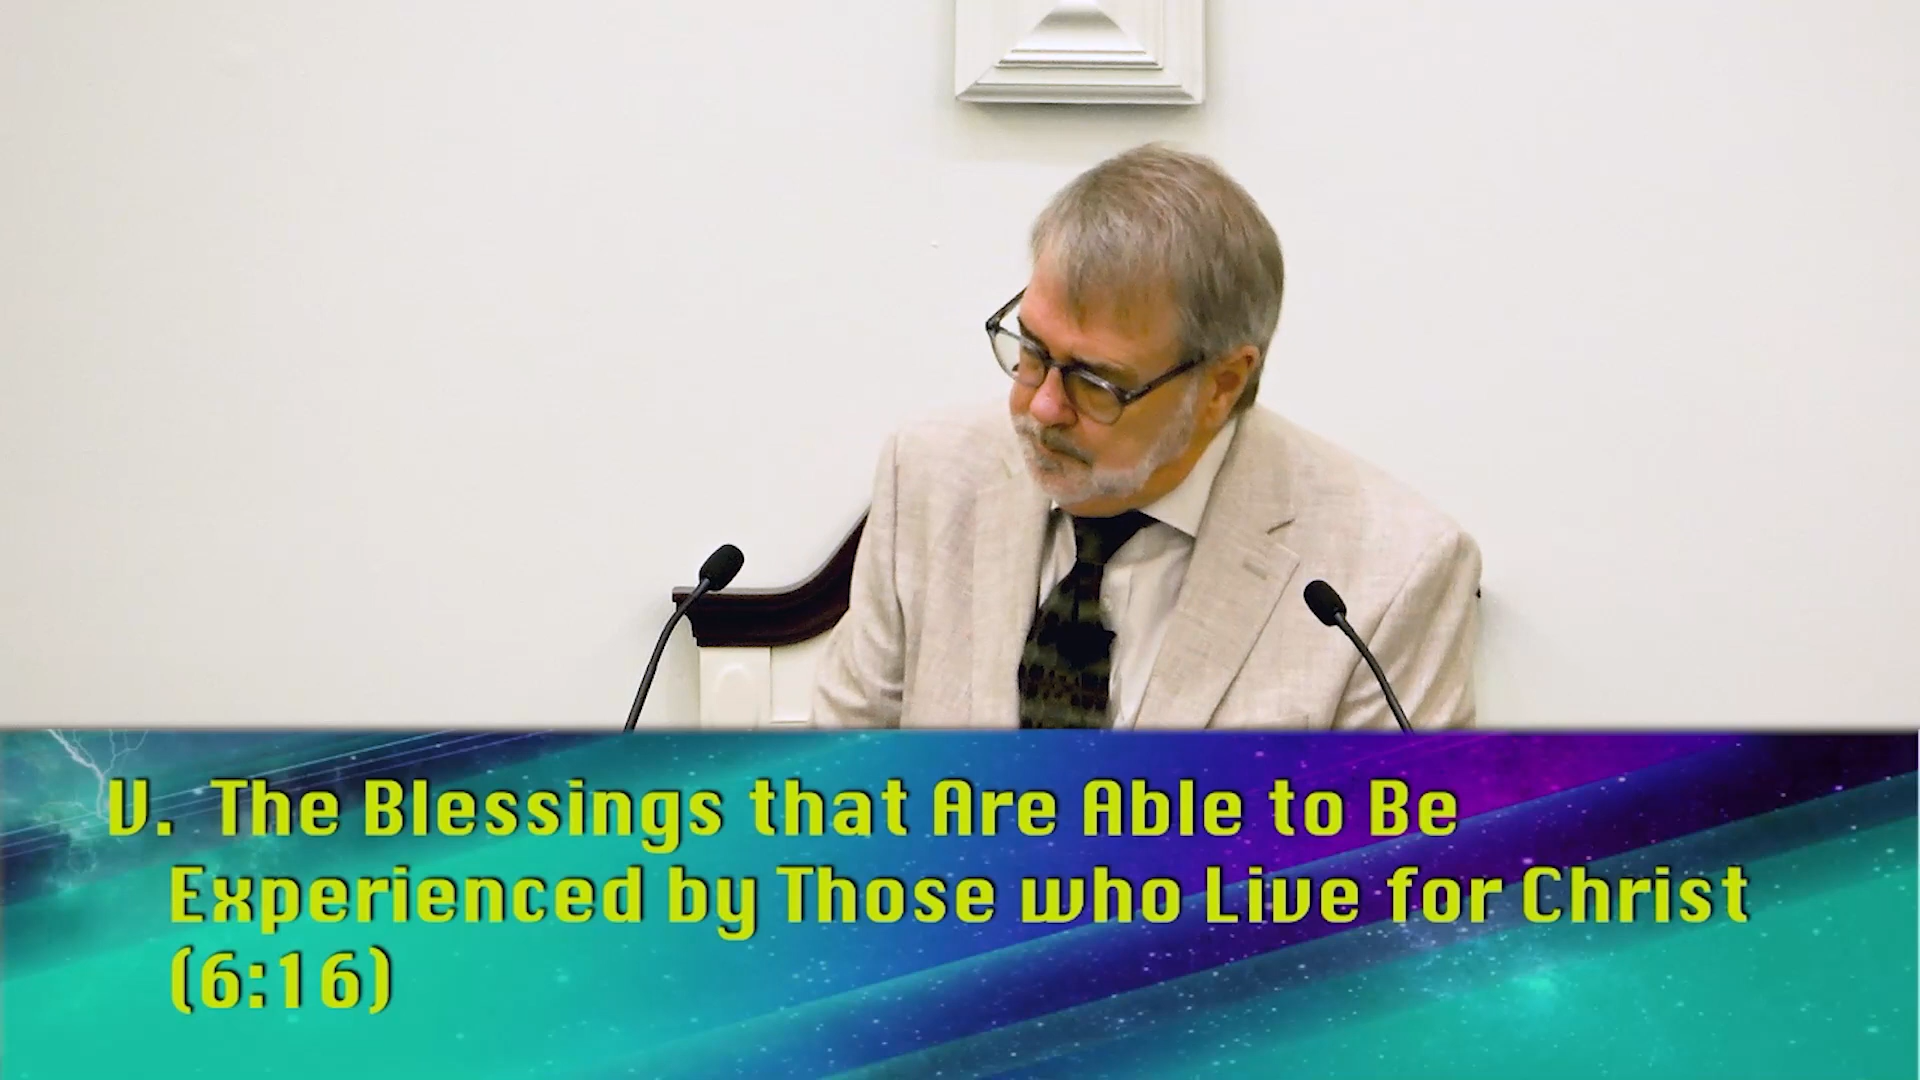 V. The Blessings that Are Able to Be
Experienced by Those who Live for Christ
(6:16)